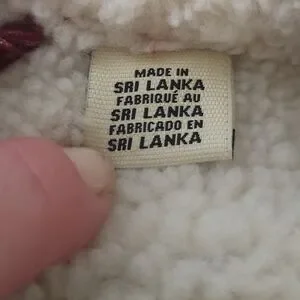 MADE IN
SRI LANKA
FABRIQUÉ AU
SRI LANKA
FABRICADO EN
SRI LANKA